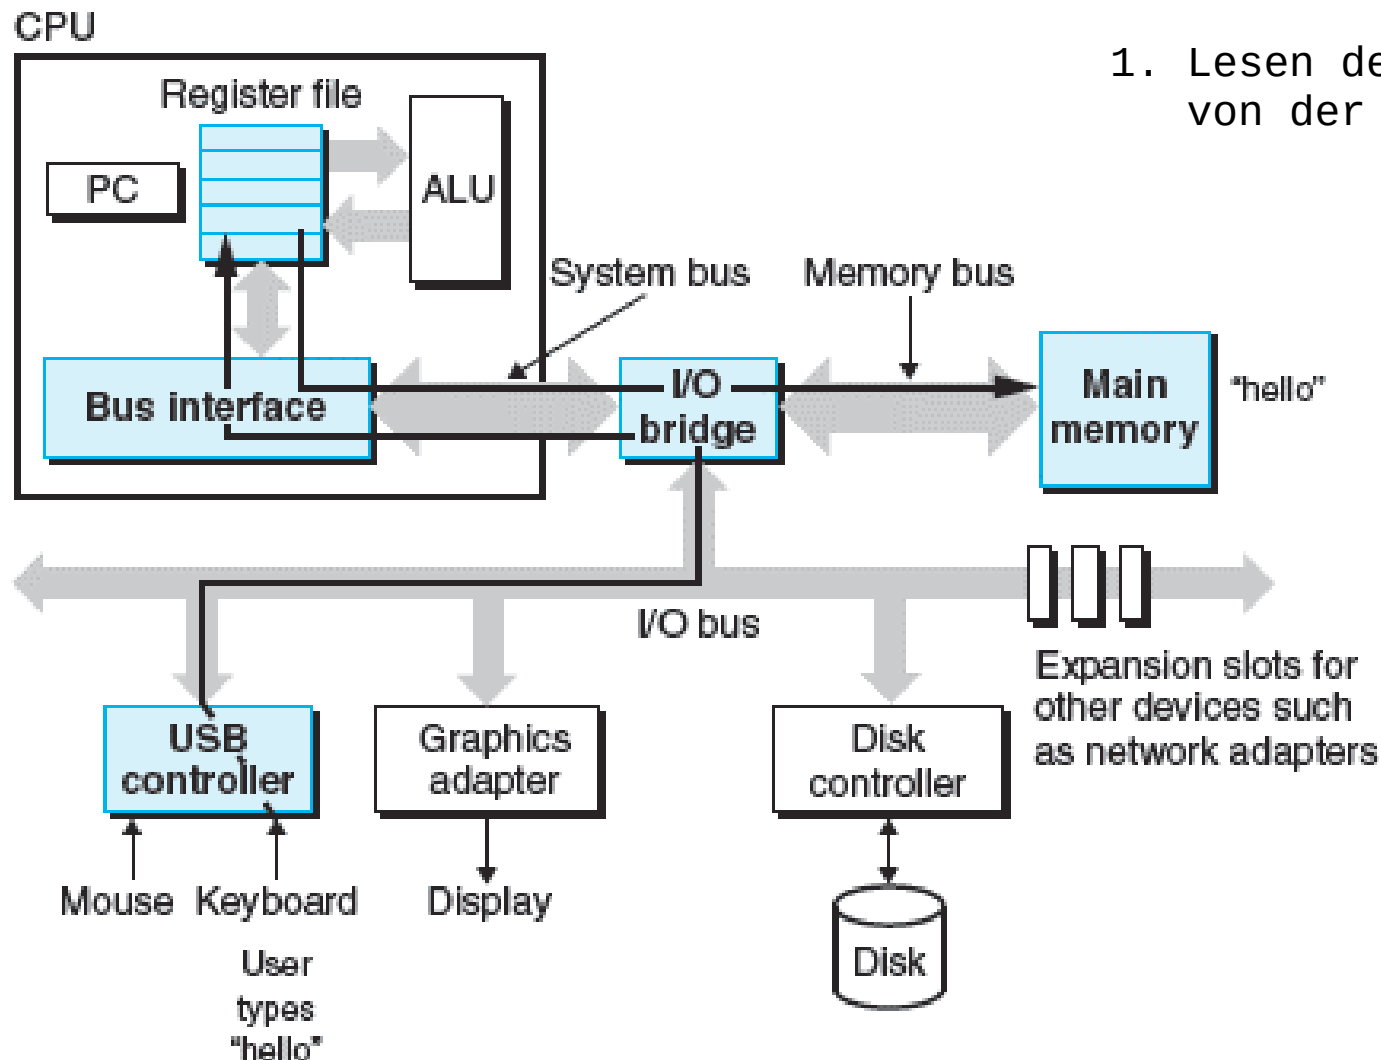 CPU
1. Lesen de
von der
Register file
PC
ALU
System bus
Memory bus
Bus interface
I/O
bridge
Main
memory
"hello"
I/O bus
Expansion slots for
other devices such
as network adapters
USB
controller
Graphics
adapter
Disk
controller
Mouse
Keyboard
Display
Disk
User
types
"hello"